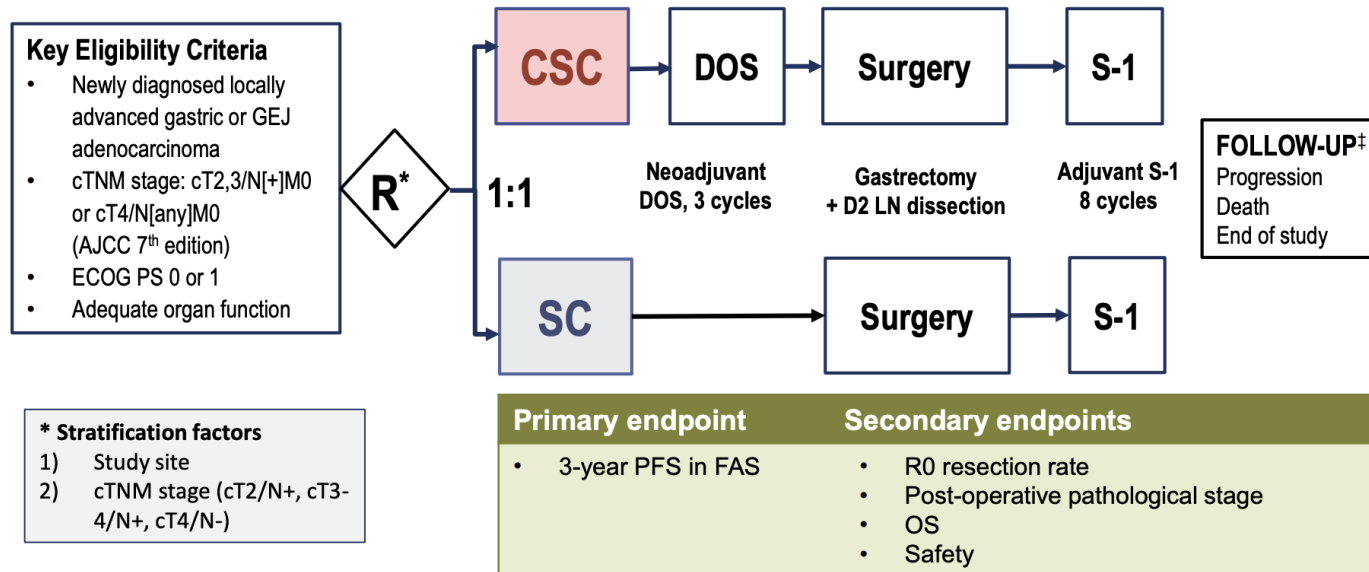 Key Eligibility Criteria
• Newly diagnosed locally
advanced gastric or GEJ
adenocarcinoma
• cTNM stage: cT2,3/N[+]M0
or cT4/N[any]M0
(AJCC 7th edition)
• ECOG PS 0 or 1
• Adequate organ function
R*
1:1
CSC
DOS
Surgery
S-1
Neoadjuvant
DOS, 3 cycles
Gastrectomy
+ D2 LN dissection
Adjuvant S-1
8 cycles
SC
Surgery
S-1
FOLLOW-UP‡
Progression
Death
End of study
* Stratification factors
1) Study site
2) cTNM stage (cT2/N+, cT3-
4/N+, cT4/N-)
Primary endpoint
• 3-year PFS in FAS
Secondary endpoints
• R0 resection rate
• Post-operative pathological stage
• OS
• Safety